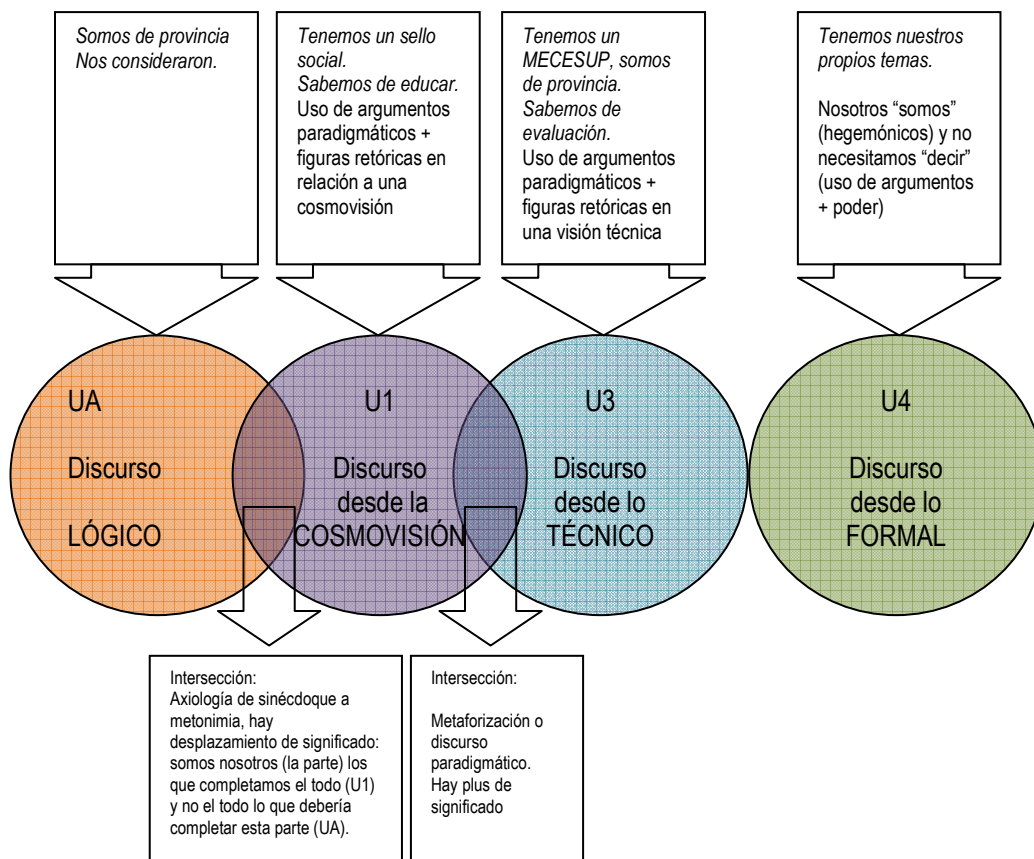 Somos de provincia
Nos consideraron.
Tenemos un sello
social.
Sabemos de educar.
Uso de argumentos
paradigmáticos +
figuras retóricas en
relación a una
cosmovisión
Tenemos un
MECESUP, somos
de provincia.
Sabemos de
evaluación.
Uso de argumentos
paradigmáticos +
figuras retóricas en
una visión técnica
Tenemos nuestros
propios temas.
Nosotros “somos”
(hegemónicos) y no
necesitamos “decir”
(uso de argumentos
+ poder)
UA
Discurso
LÓGICO
U1
Discurso
desde la
COSMOVISIÓN
U3
Discurso
desde lo
TÉCNICO
U4
Discurso
desde lo
FORMAL
Intersección:
Axiología de sinécdoque a
metonimia, hay
desplazamiento de significado:
somos nosotros (la parte) los
que completamos el todo (U1)
y no el todo lo que debería
completar esta parte (UA).
Intersección:
Metaforización o
discurso
paradigmático.
Hay plus de
significado